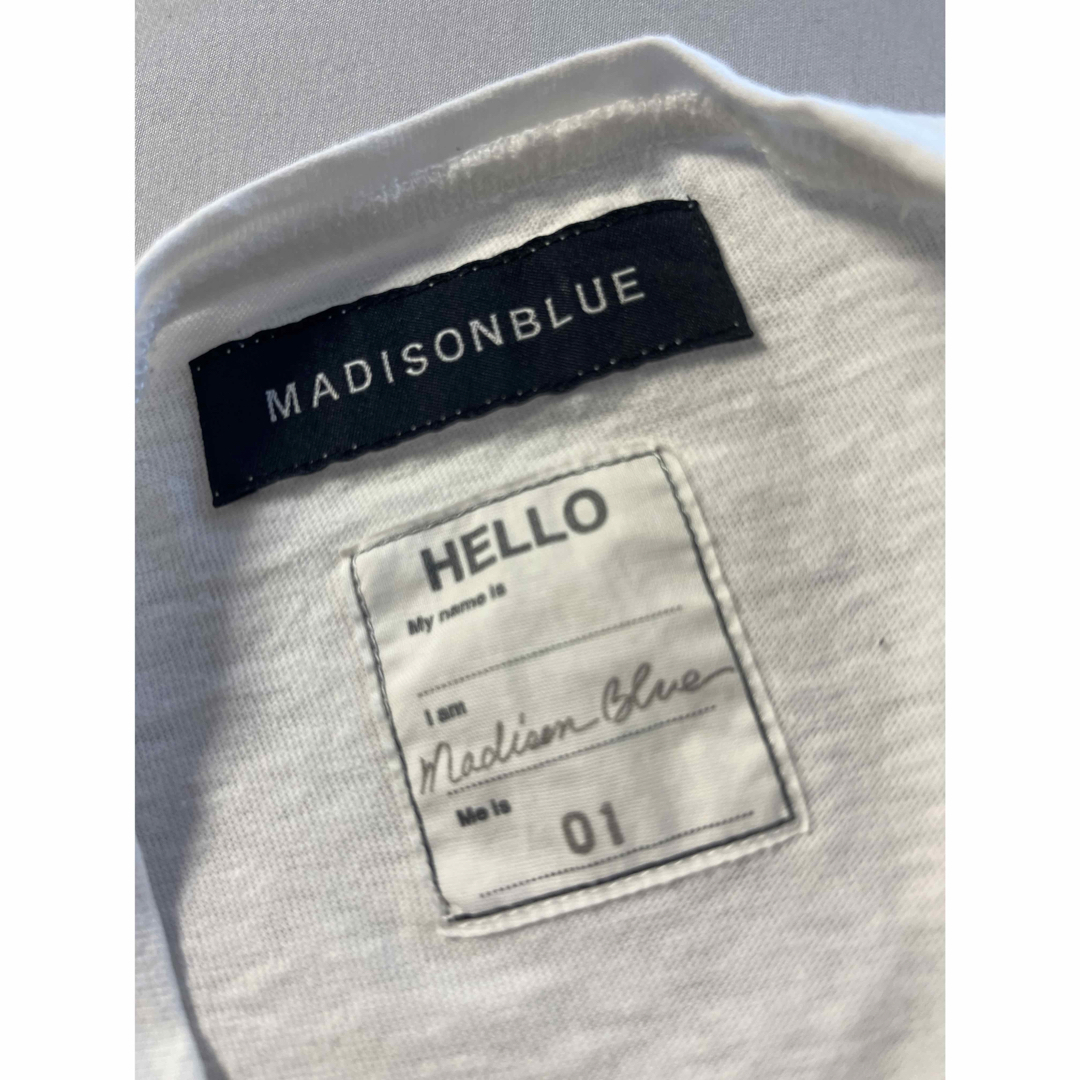 MADISONBLUE
HELLO
My name is
I am
Madison Blue
Me is
01